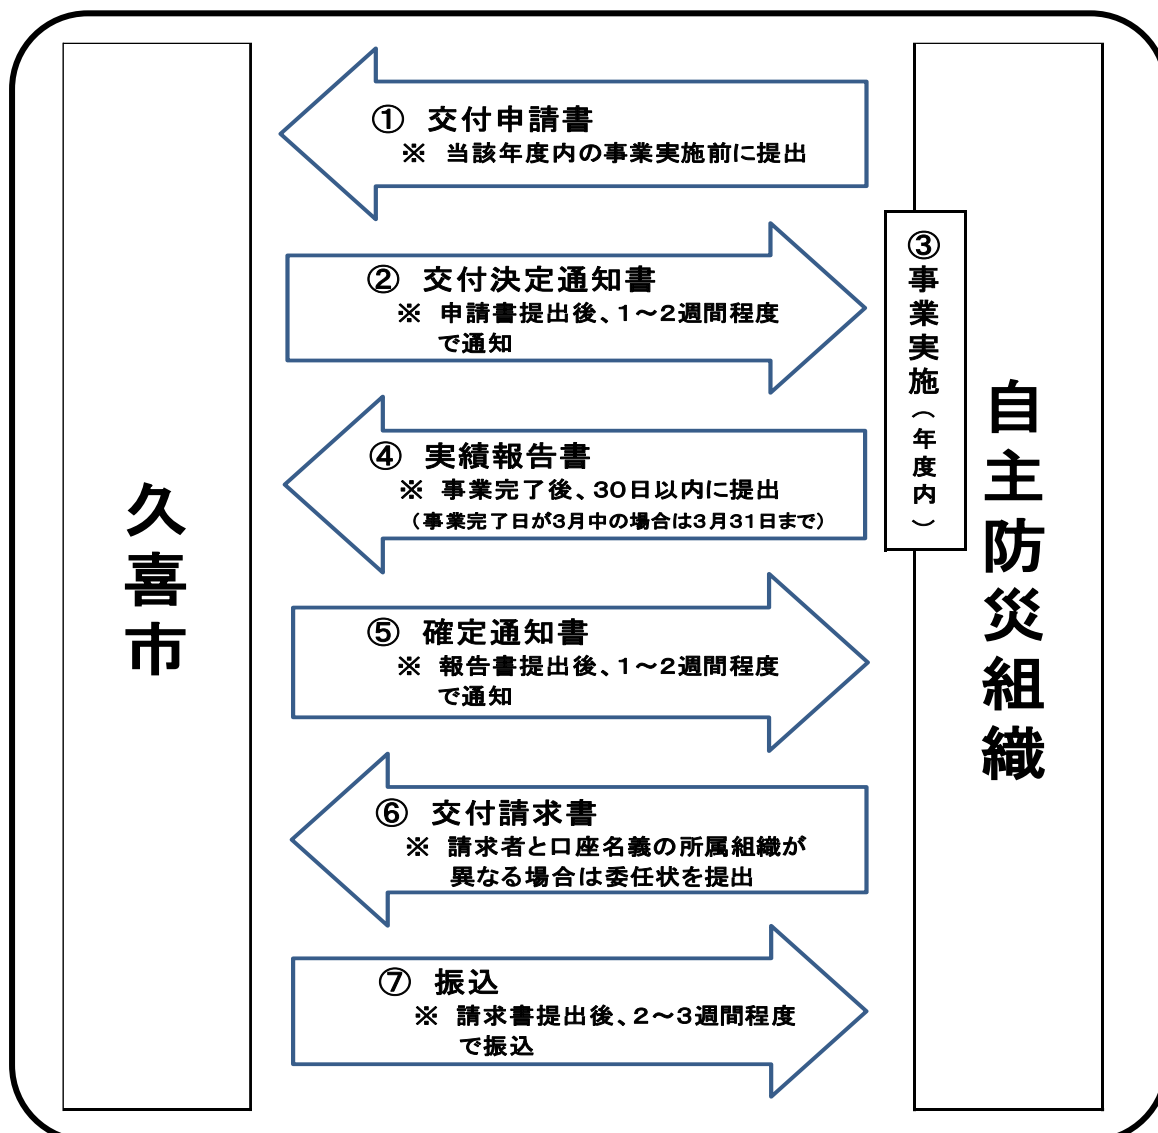 久喜市
① 交付申請書
※ 当該年度内の事業実施前に提出
② 交付決定通知書
※ 申請書提出後、1～2週間程度
で通知
③事業実施(年度内)
④ 実績報告書
※ 事業完了後、30日以内に提出
(事業完了日が3月中の場合は3月31日まで)
⑤ 確定通知書
※ 報告書提出後、1～2週間程度
で通知
⑥ 交付請求書
※ 請求者と口座名義の所属組織が
異なる場合は委任状を提出
⑦ 振込
※ 請求書提出後、2～3週間程度
で振込
自主防災組織